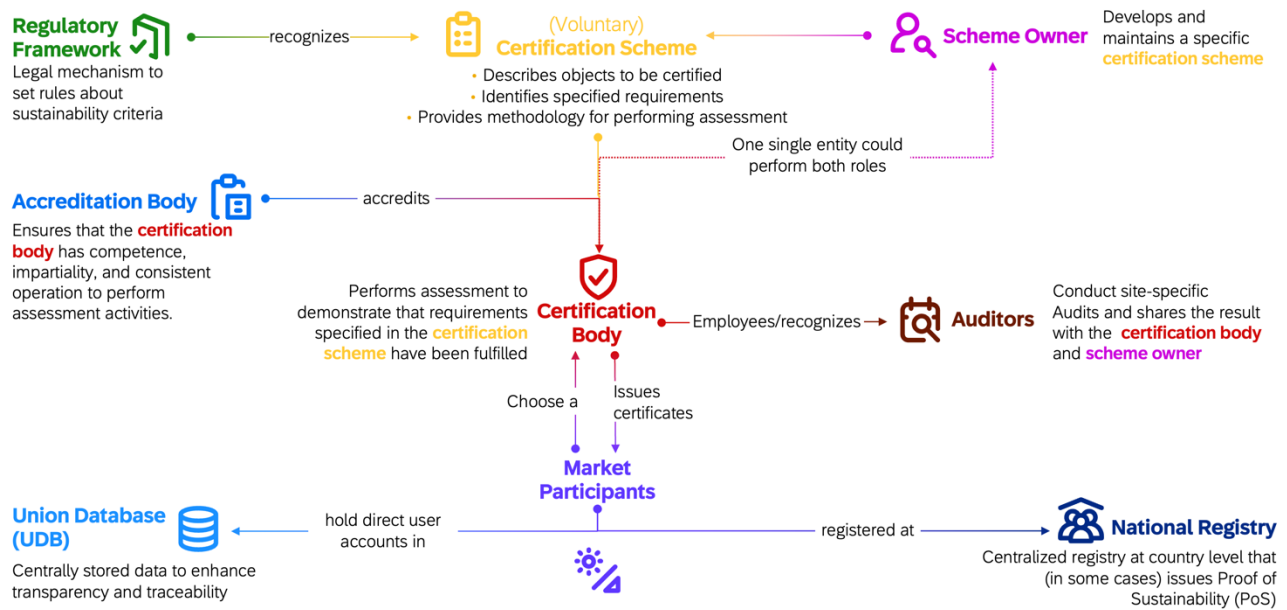 Regulatory
Framework
Legal mechanism to
set rules about
sustainability criteria
recognizes
(Voluntary)
Certification Scheme
• Describes objects to be certified
• Identifies specified requirements
• Provides methodology for performing assessment
Scheme Owner
Develops and
maintains a specific
certification scheme
One single entity could
perform both roles
Accreditation Body
accredits
Ensures that the certification
body has competence,
impartiality, and consistent
operation to perform
assessment activities.
Performs assessment to
demonstrate that requirements
specified in the certification
scheme have been fulfilled
Certification
Body
Employees/recognizes
Auditors
Conduct site-specific
Audits and shares the result
with the certification body
and scheme owner
Choose a
Issues
certificates
Market
Participants
Union Database
(UDB)
hold direct user
accounts in
registered at
National Registry
Centrally stored data to enhance
transparency and traceability
Centralized registry at country level that
(in some cases) issues Proof of
Sustainability (PoS)